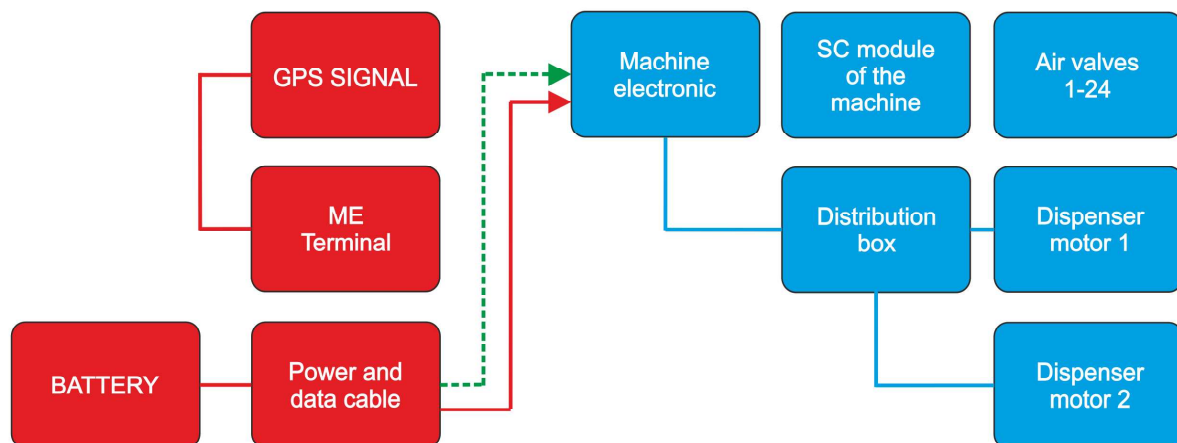 GPS SIGNAL
Machine
electronic
SC module
of the
machine
Air valves
1-24
ME
Terminal
Distribution
box
Dispenser
motor 1
BATTERY
Power and
data cable
Dispenser
motor 2